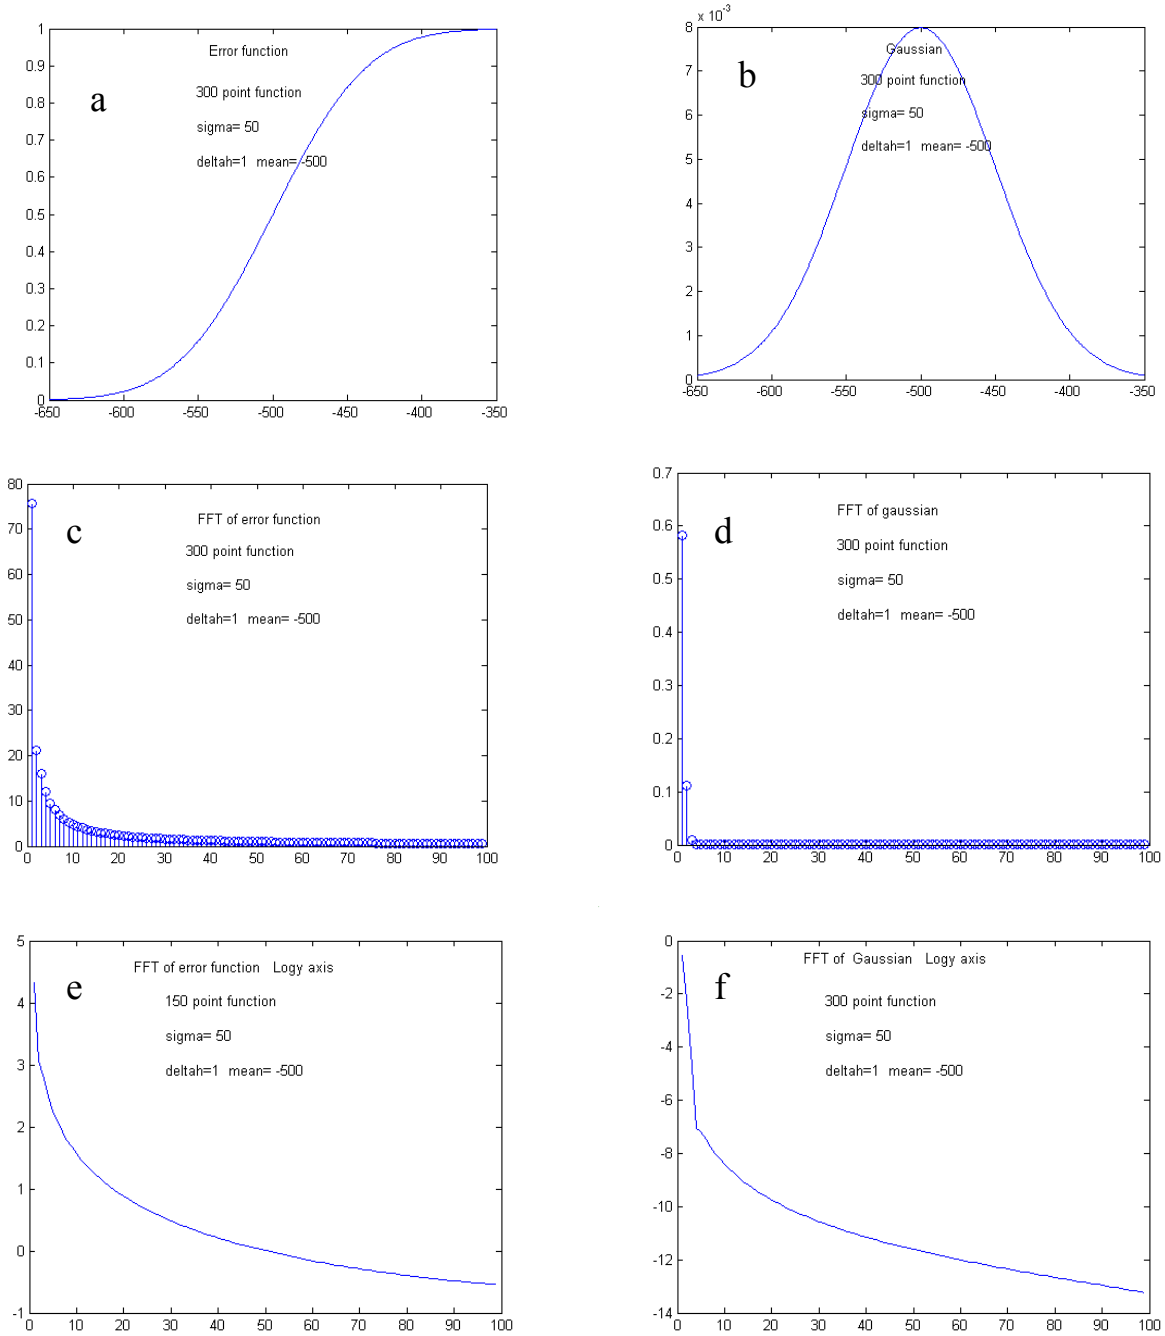 a
Error function
300 point function
sigma= 50
deltah=1 mean= -500
1
0.9
0.8
0.7
0.6
0.5
0.4
0.3
0.2
0.1
0
-650 -600 -550 -500 -450 -400 -350
x 10^-3
b
Gaussian
300 point function
sigma= 50
deltah=1 mean= -500
8
7
6
5
4
3
2
1
0
-650 -600 -550 -500 -450 -400 -350
c
FFT of error function
300 point function
sigma= 50
deltah=1 mean= -500
80
70
60
50
40
30
20
10
0
0 10 20 30 40 50 60 70 80 90 100
d
FFT of gaussian
300 point function
sigma= 50
deltah=1 mean= -500
0.7
0.6
0.5
0.4
0.3
0.2
0.1
0
0 10 20 30 40 50 60 70 80 90 100
e
FFT of error function Logy axis
150 point function
sigma= 50
deltah=1 mean= -500
5
4
3
2
1
0
-1
0 10 20 30 40 50 60 70 80 90 100
f
FFT of Gaussian Logy axis
300 point function
sigma= 50
deltah=1 mean= -500
0
-2
-4
-6
-8
-10
-12
-14
0 10 20 30 40 50 60 70 80 90 100